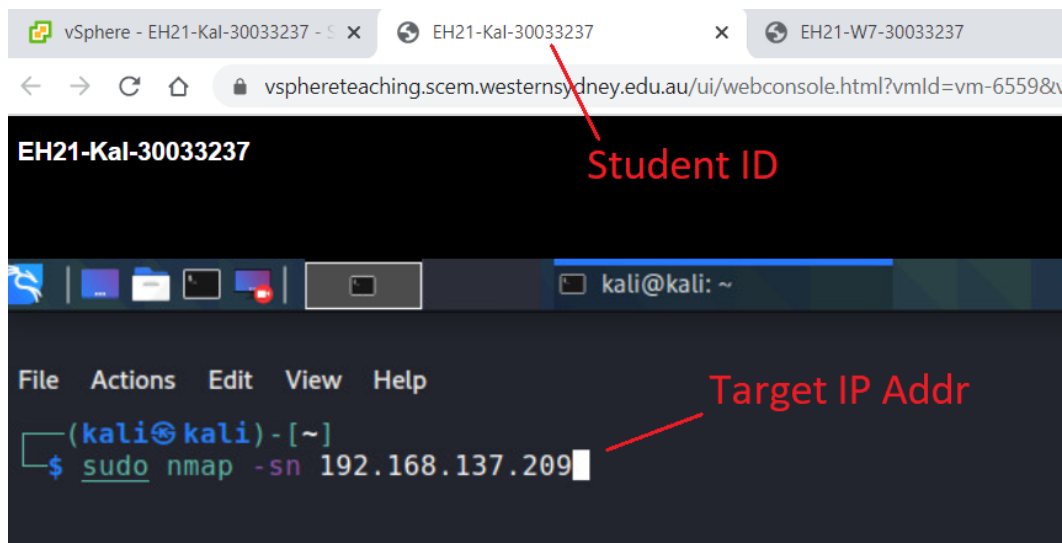 vSphere - EH21-Kal-30033237 - S
EH21-Kal-30033237
EH21-W7-30033237
vsphereteaching.scem.westernsydney.edu.au/ui/webconsole.html?vmId=vm-6559&v
EH21-Kal-30033237
Student ID
kali@kali: ~
File Actions Edit View Help
Target IP Addr
(kali㉿kali)-[~]
$ sudo nmap -sn 192.168.137.209